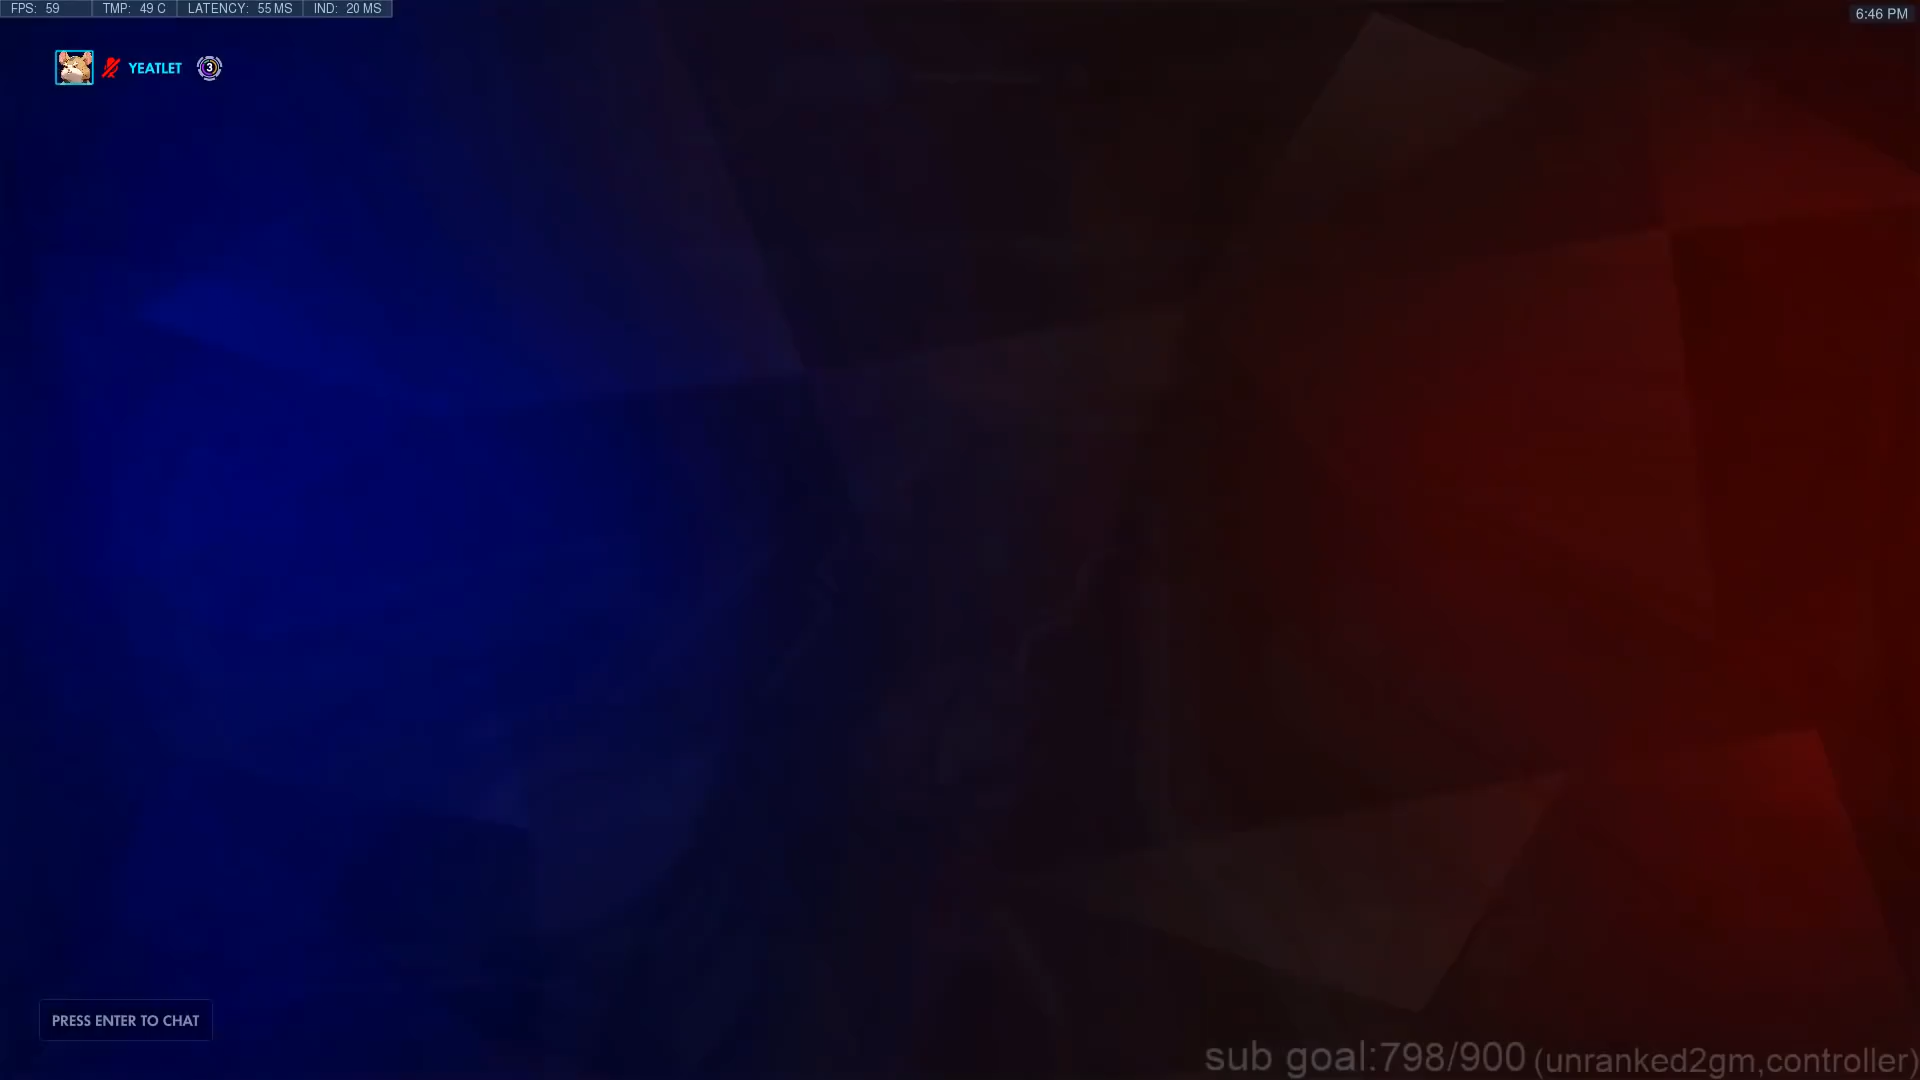 FPS: 59 TMP: 49 C LATENCY: 55 MS IND: 20 MS
6:46 PM
YEATLET 3
PRESS ENTER TO CHAT
sub goal:798/900 (unranked2gm,controller)